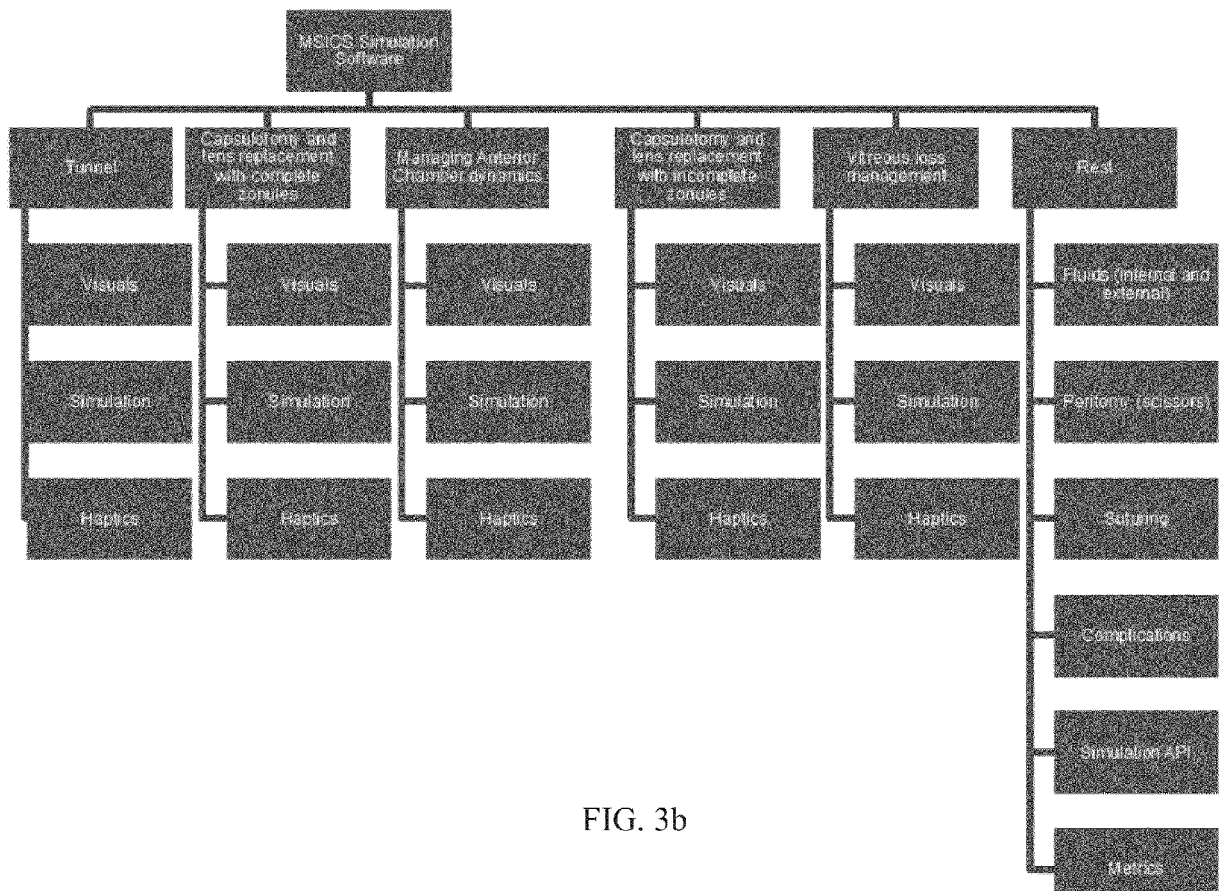 MSICS Simulation
Software
Tunnel
Capsulotomy and
lens replacement
with complete
zonules
Managing Anterior
Chamber dynamics
Capsulotomy and
lens replacement
with incomplete
zonules
Vitreous loss
management
Rest
Visuals
Visuals
Visuals
Visuals
Visuals
Fluids (internal and
external)
Simulation
Simulation
Simulation
Simulation
Simulation
Peritomy (scissors)
Haptics
Haptics
Haptics
Haptics
Haptics
Suturing
Complications
Simulation API
Metrics
FIG. 3b